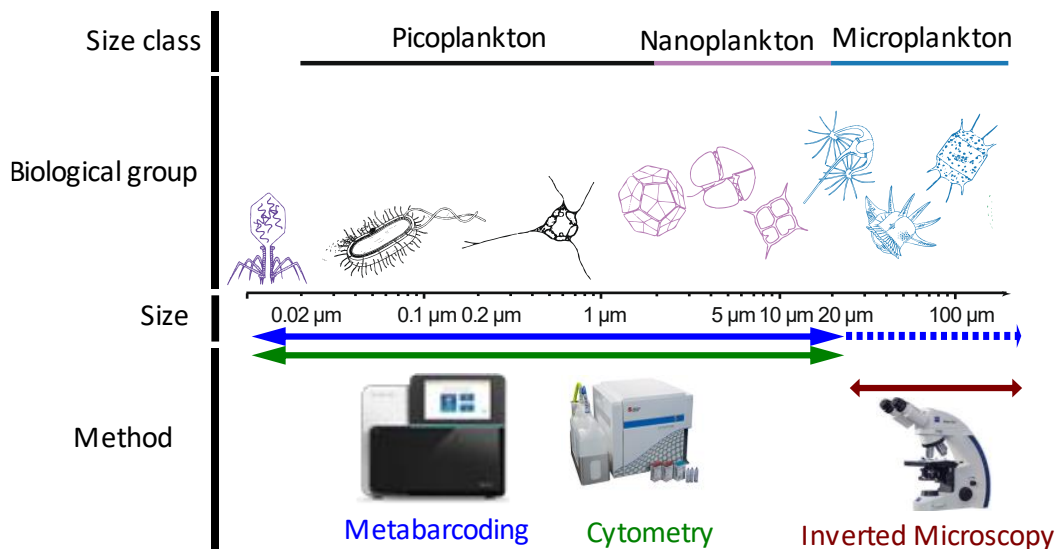 Size class
Picoplankton
Nanoplankton
Microplankton
Biological group
Size
0.02 µm
0.1 µm
0.2 µm
1 µm
5 µm
10 µm
20 µm
100 µm
Method
Metabarcoding
Cytometry
Inverted Microscopy